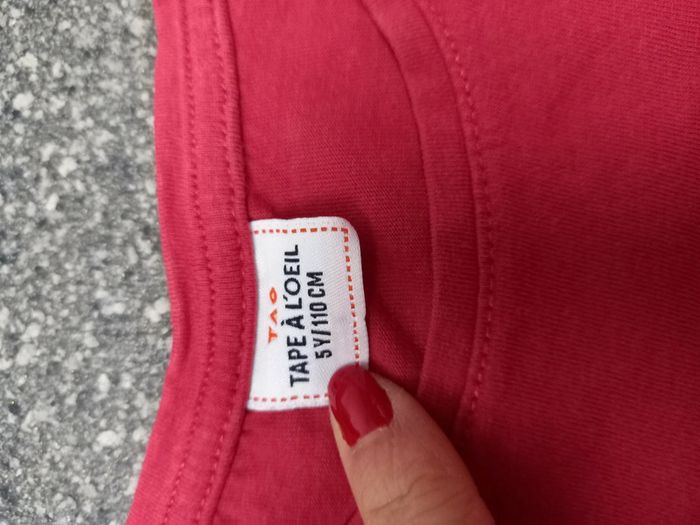 TAO
TAPE À L'OEIL
5Y/110 CM